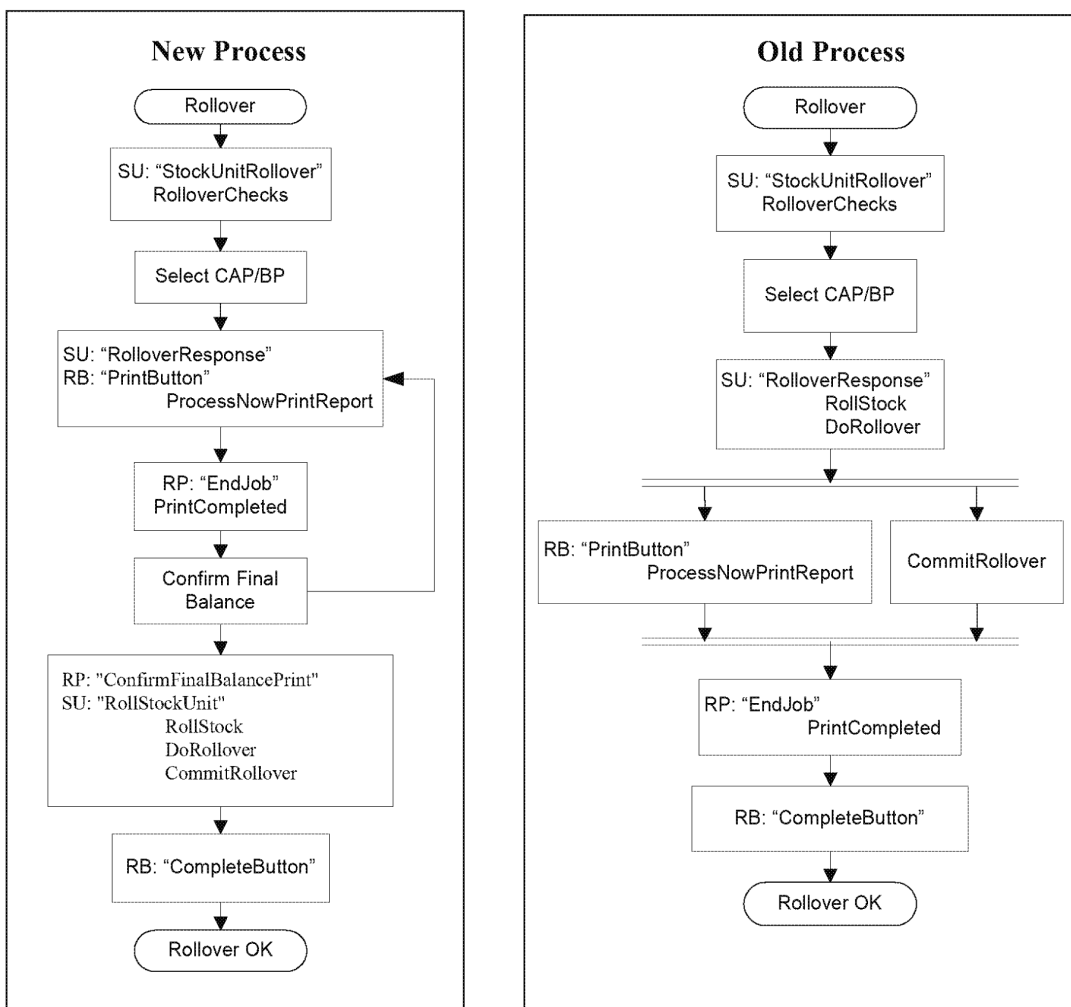 New Process
Rollover
SU: “StockUnitRollover”
RolloverChecks
Select CAP/BP
SU: “RolloverResponse”
RB: “PrintButton”
ProcessNowPrintReport
RP: “EndJob”
PrintCompleted
Confirm Final
Balance
RP: "ConfirmFinalBalancePrint"
SU: "RollStockUnit"
RollStock
DoRollover
CommitRollover
RB: “CompleteButton”
Rollover OK
Old Process
Rollover
SU: “StockUnitRollover”
RolloverChecks
Select CAP/BP
SU: “RolloverResponse”
RollStock
DoRollover
RB: “PrintButton”
ProcessNowPrintReport
CommitRollover
RP: “EndJob”
PrintCompleted
RB: “CompleteButton”
Rollover OK